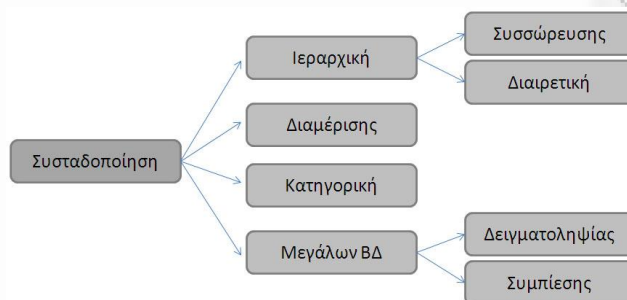 Συσταδοποίηση
Ιεραρχική
Διαμέρισης
Κατηγορική
Μεγάλων ΒΔ
Συσσώρευσης
Διαιρετική
Δειγματοληψίας
Συμπίεσης